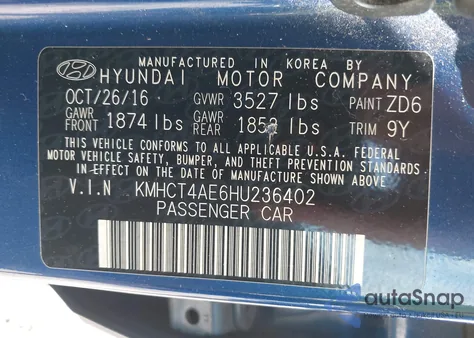 MANUFACTURED IN KOREA BY
HYUNDAI MOTOR COMPANY
OCT/26/16 GVWR 3527 lbs PAINT ZD6
GAWR FRONT 1874 lbs GAWR REAR lbs TRIM 9Y
THIS VEHICLE CONFORMS TO ALL APPLICABLE U.S.A. FEDERAL
MOTOR VEHICLE SAFETY, BUMPER, AND THEFT PREVENTION STANDARDS
IN EFFECT ON THE DATE OF MANUFACTURE SHOWN ABOVE.
V.I.N KMHCT4AE6HU236402
PASSENGER CAR
autoSnap